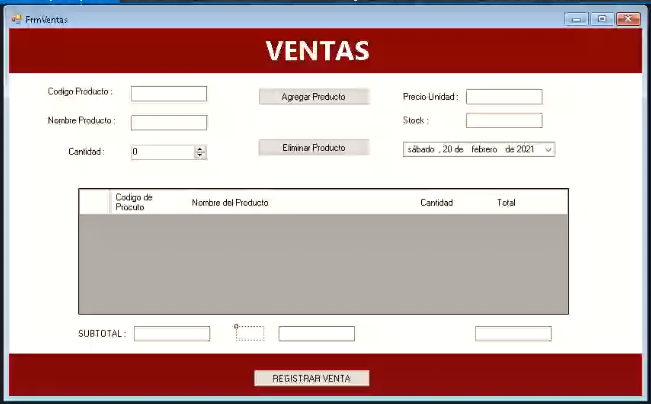 FrmVentas
VENTAS
Codigo Producto :
Agregar Producto
Precio Unidad :
Nombre Producto :
Stock :
Cantidad :
0
Eliminar Producto
sábado , 20 de febrero de 2021
Codigo de
Procuto
Nombre del Producto
Cantidad
Total
SUBTOTAL :
REGISTRAR VENTA